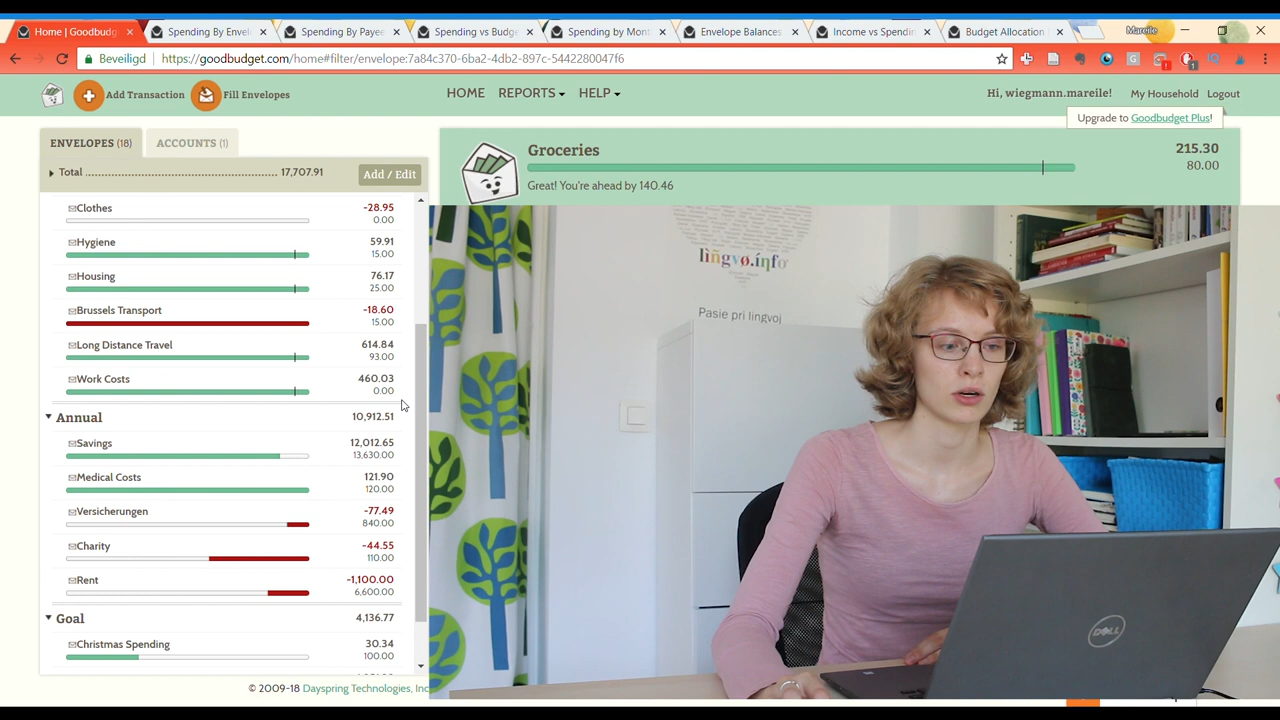 Home | Goodbudg
Spending By Envel
Spending By Payee
Spending vs Budge
Spending by Mont
Envelope Balances
Income vs Spendin
Budget Allocation
Mareile
Beveiligd
https://goodbudget.com/home#filter/envelope:7a84c370-6ba2-4db2-897c-5442280047f6
Add Transaction
Fill Envelopes
HOME
REPORTS
HELP
Hi, wiegmann.mareile!
My Household
Logout
Upgrade to Goodbudget Plus!
ENVELOPES (18)
ACCOUNTS (1)
Total 17,707.91
Add / Edit
Clothes -28.95
0.00
Hygiene 59.91
15.00
Housing 76.17
25.00
Brussels Transport -18.60
15.00
Long Distance Travel 614.84
93.00
Work Costs 460.03
0.00
Annual 10,912.51
Savings 12,012.65
13,630.00
Medical Costs 121.90
120.00
Versicherungen -77.49
840.00
Charity -44.55
110.00
Rent -1,100.00
6,600.00
Goal 4,136.77
Christmas Spending 30.34
100.00
© 2009-18 Dayspring Technologies, Inc
Groceries 215.30
80.00
Great! You're ahead by 140.46
lìñgvø.íŋfo
Pasie pri lingvoj
DELL